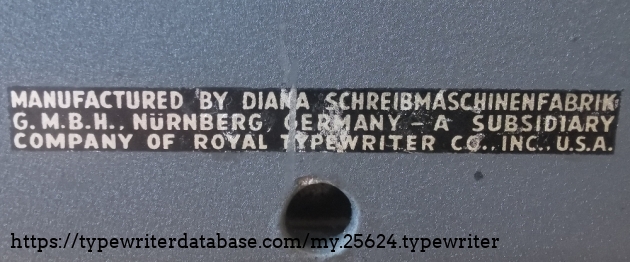 MANUFACTURED BY DIANA SCHREIBMASCHINENFABRIK
G.M.B.H., NÜRNBERG, GERMANY — A SUBSIDIARY
COMPANY OF ROYAL TYPEWRITER CO., INC., U.S.A.
https://typewriterdatabase.com/my.25624.typewriter